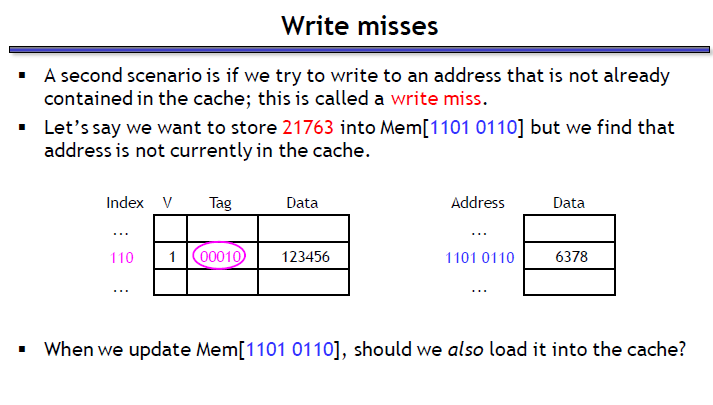 Write misses
▪ A second scenario is if we try to write to an address that is not already
contained in the cache; this is called a write miss.
▪ Let's say we want to store 21763 into Mem[1101 0110] but we find that
address is not currently in the cache.
Index V Tag Data Address Data
... ...
110 1 00010 123456 1101 0110 6378
... ...
▪ When we update Mem[1101 0110], should we also load it into the cache?